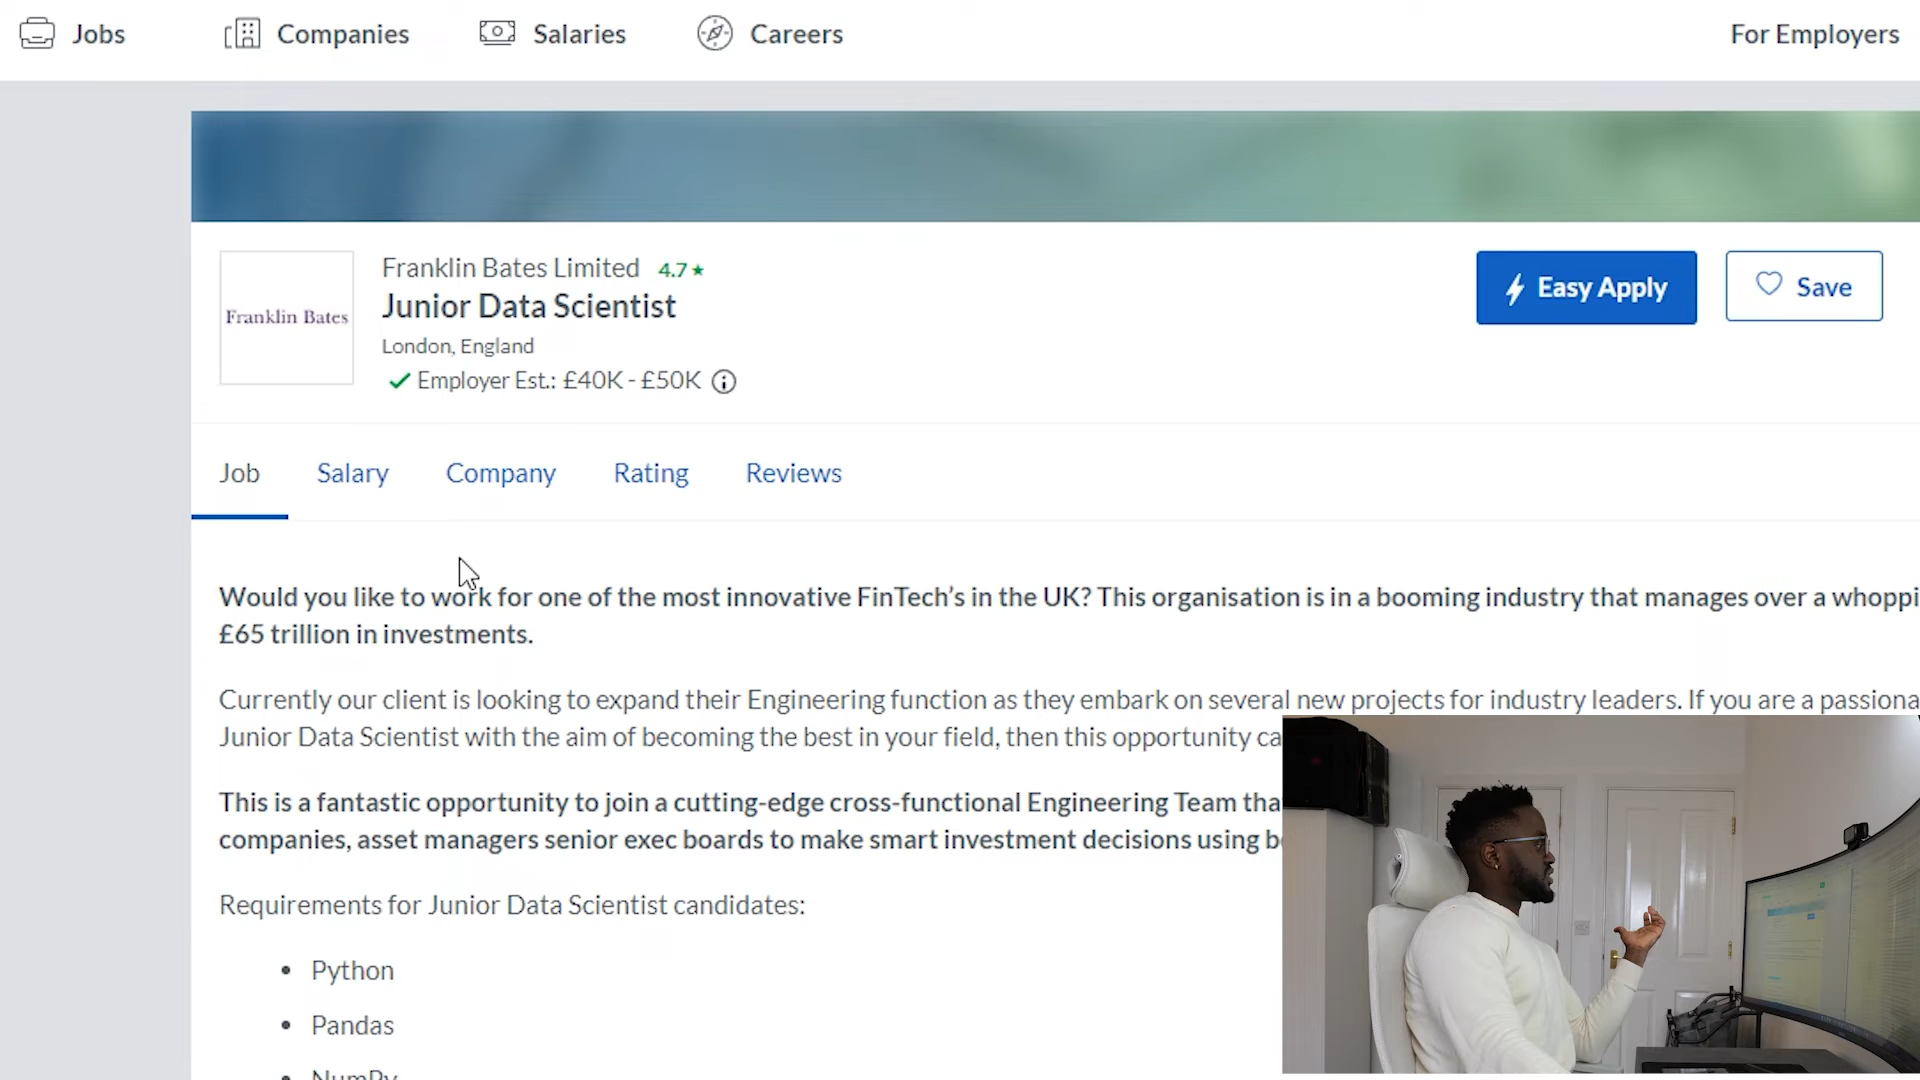 Jobs
Companies
Salaries
Careers
For Employers
Franklin Bates
Franklin Bates Limited 4.7 ★
Junior Data Scientist
London, England
Employer Est.: £40K - £50K
Easy Apply
Save
Job
Salary
Company
Rating
Reviews
Would you like to work for one of the most innovative FinTech's in the UK? This organisation is in a booming industry that manages over a whoppi
£65 trillion in investments.
Currently our client is looking to expand their Engineering function as they embark on several new projects for industry leaders. If you are a passiona
Junior Data Scientist with the aim of becoming the best in your field, then this opportunity ca
This is a fantastic opportunity to join a cutting-edge cross-functional Engineering Team tha
companies, asset managers senior exec boards to make smart investment decisions using b
Requirements for Junior Data Scientist candidates:
• Python
• Pandas
• NumPy